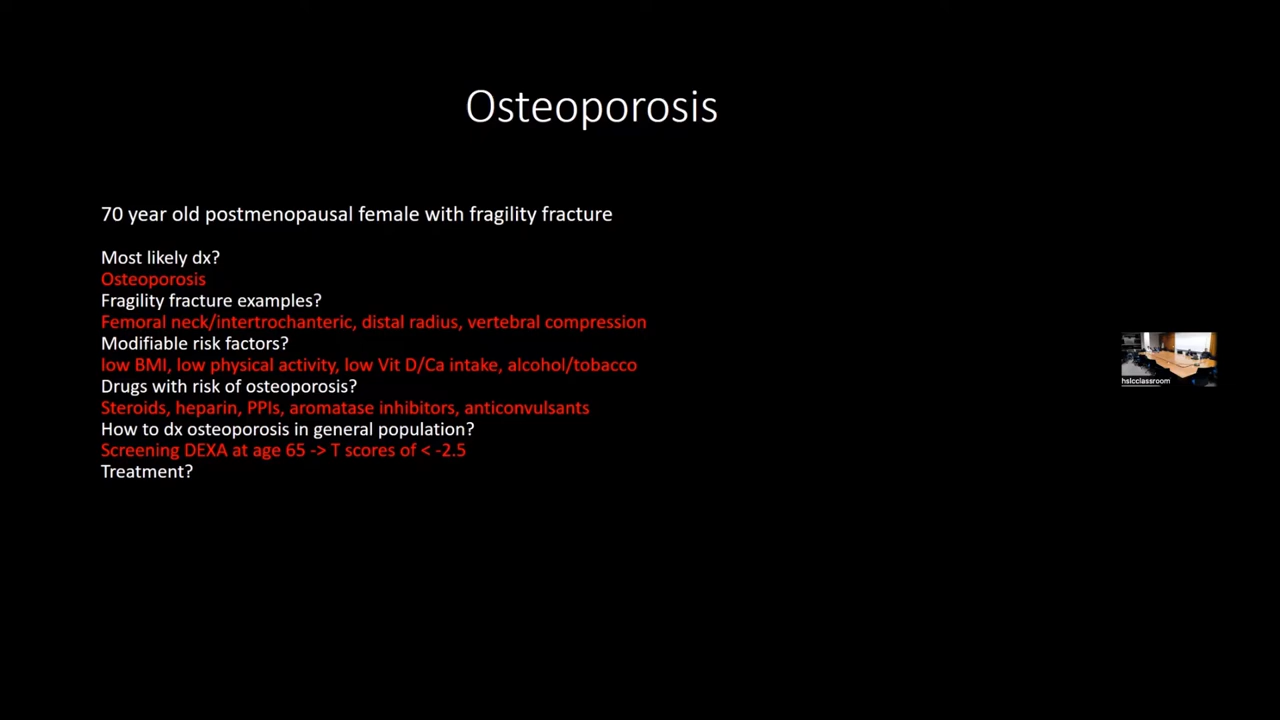 Osteoporosis
70 year old postmenopausal female with fragility fracture
Most likely dx?
Osteoporosis
Fragility fracture examples?
Femoral neck/intertrochanteric, distal radius, vertebral compression
Modifiable risk factors?
low BMI, low physical activity, low Vit D/Ca intake, alcohol/tobacco
Drugs with risk of osteoporosis?
Steroids, heparin, PPIs, aromatase inhibitors, anticonvulsants
How to dx osteoporosis in general population?
Screening DEXA at age 65 -> T scores of < -2.5
Treatment?
hslcclassroom